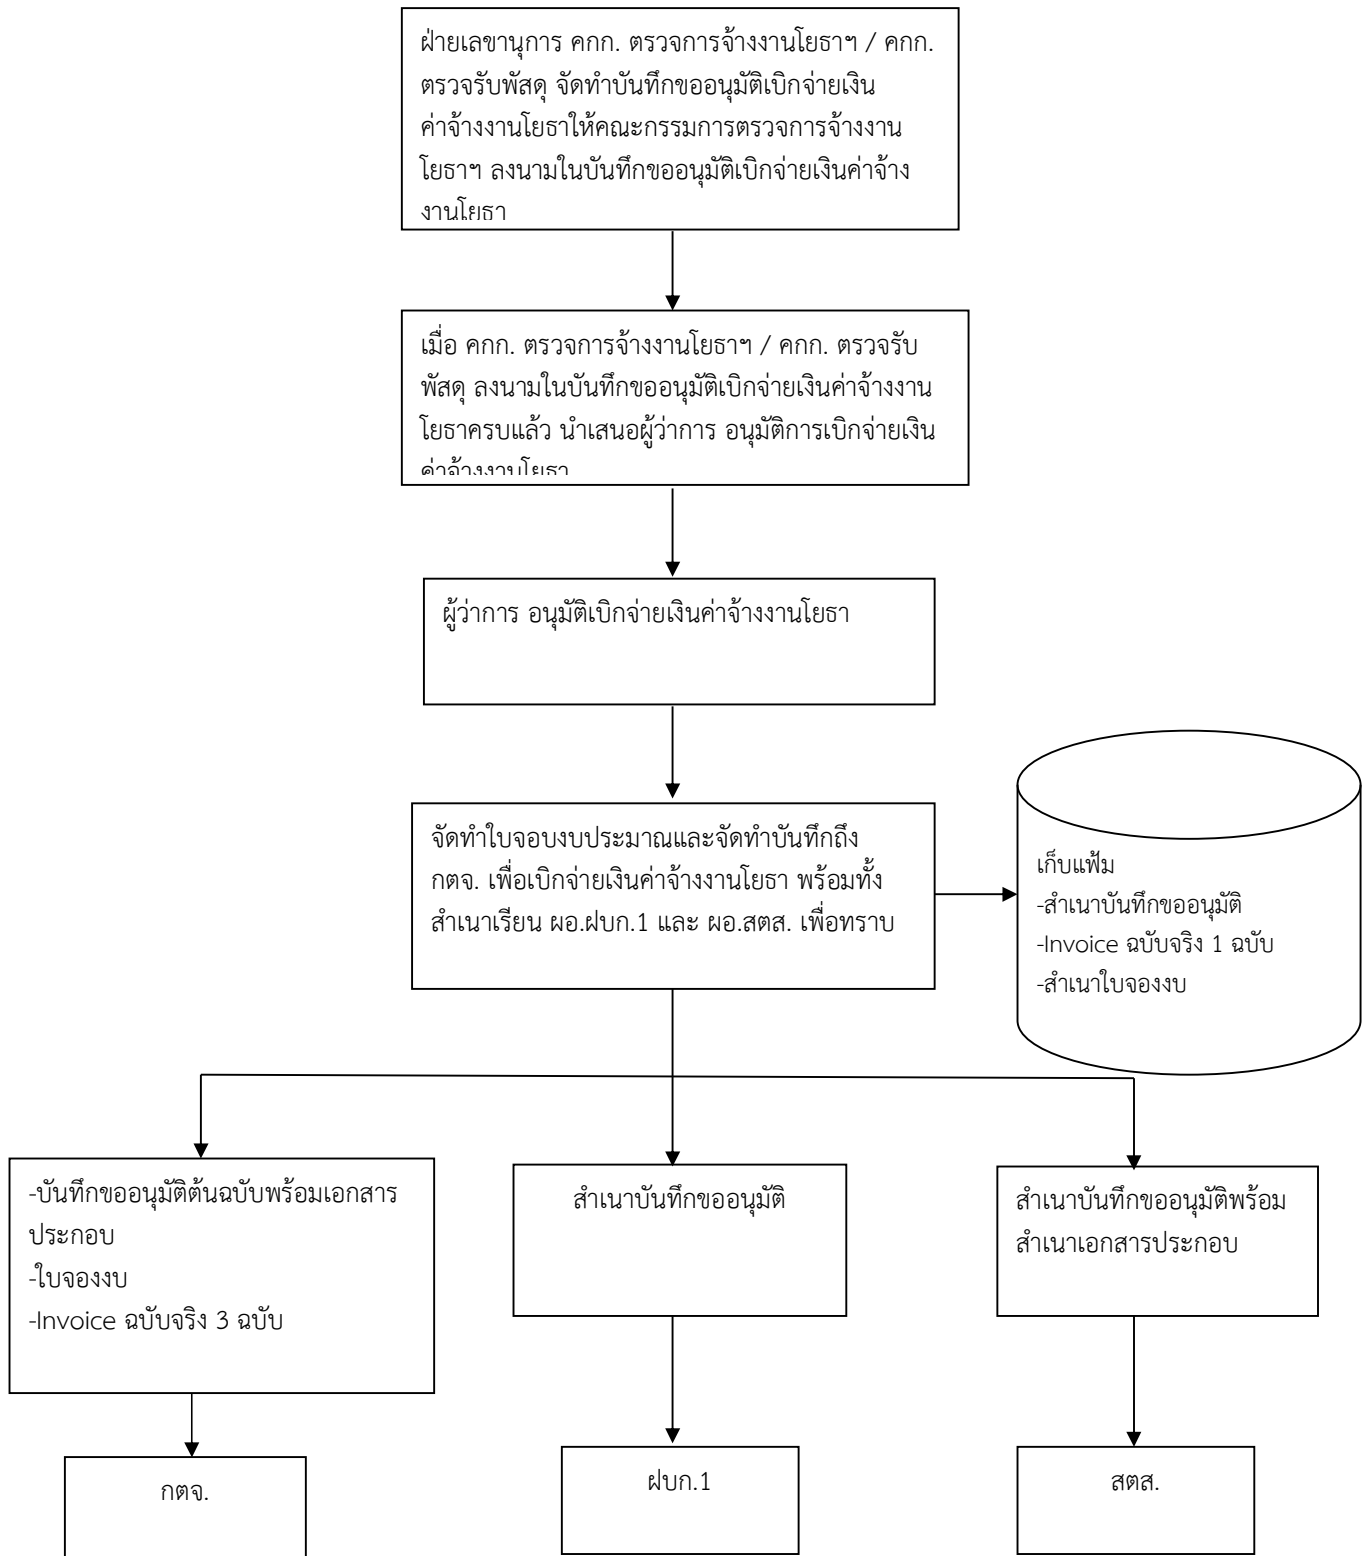 ฝ่ายเลขานุการ คกก. ตรวจการจ้างงานโยธาฯ / คกก.
ตรวจรับพัสดุ จัดทำบันทึกขออนุมัติเบิกจ่ายเงิน
ค่าจ้างงานโยธาให้คณะกรรมการตรวจการจ้างงาน
โยธาฯ ลงนามในบันทึกขออนุมัติเบิกจ่ายเงินค่าจ้าง
งานโยธา
เมื่อ คกก. ตรวจการจ้างงานโยธาฯ / คกก. ตรวจรับ
พัสดุ ลงนามในบันทึกขออนุมัติเบิกจ่ายเงินค่าจ้างงาน
โยธาครบแล้ว นำเสนอผู้ว่าการ อนุมัติการเบิกจ่ายเงิน
ค่าจ้างงานโยธา
ผู้ว่าการ อนุมัติเบิกจ่ายเงินค่าจ้างงานโยธา
จัดทำใบจอบงบประมาณและจัดทำบันทึกถึง
กตจ. เพื่อเบิกจ่ายเงินค่าจ้างงานโยธา พร้อมทั้ง
สำเนาเรียน ผอ.ฝบก.1 และ ผอ.สตส. เพื่อทราบ
เก็บแฟ้ม
-สำเนาบันทึกขออนุมัติ
-Invoice ฉบับจริง 1 ฉบับ
-สำเนาใบจองงบ
-บันทึกขออนุมัติต้นฉบับพร้อมเอกสาร
ประกอบ
-ใบจองงบ
-Invoice ฉบับจริง 3 ฉบับ
สำเนาบันทึกขออนุมัติ
สำเนาบันทึกขออนุมัติพร้อม
สำเนาเอกสารประกอบ
กตจ.
ฝบก.1
สตส.